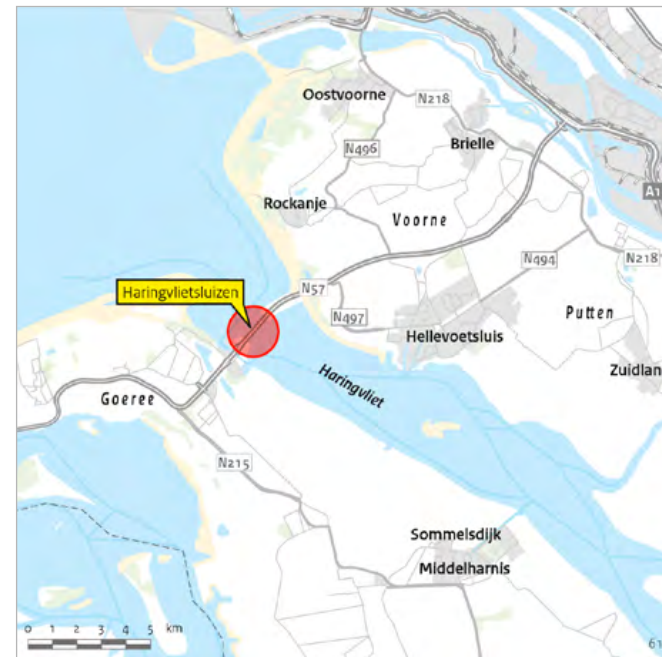 Oostvoorne
N218
Brielle
N496
A1
Rockanje
Voorne
N494
N218
Haringvlietsluizen
N57
N497
Putten
Hellevoetsluis
Zuidlan
Haringvliet
Goeree
N215
Sommelsdijk
Middelharnis
0 1 2 3 4 5 km
61